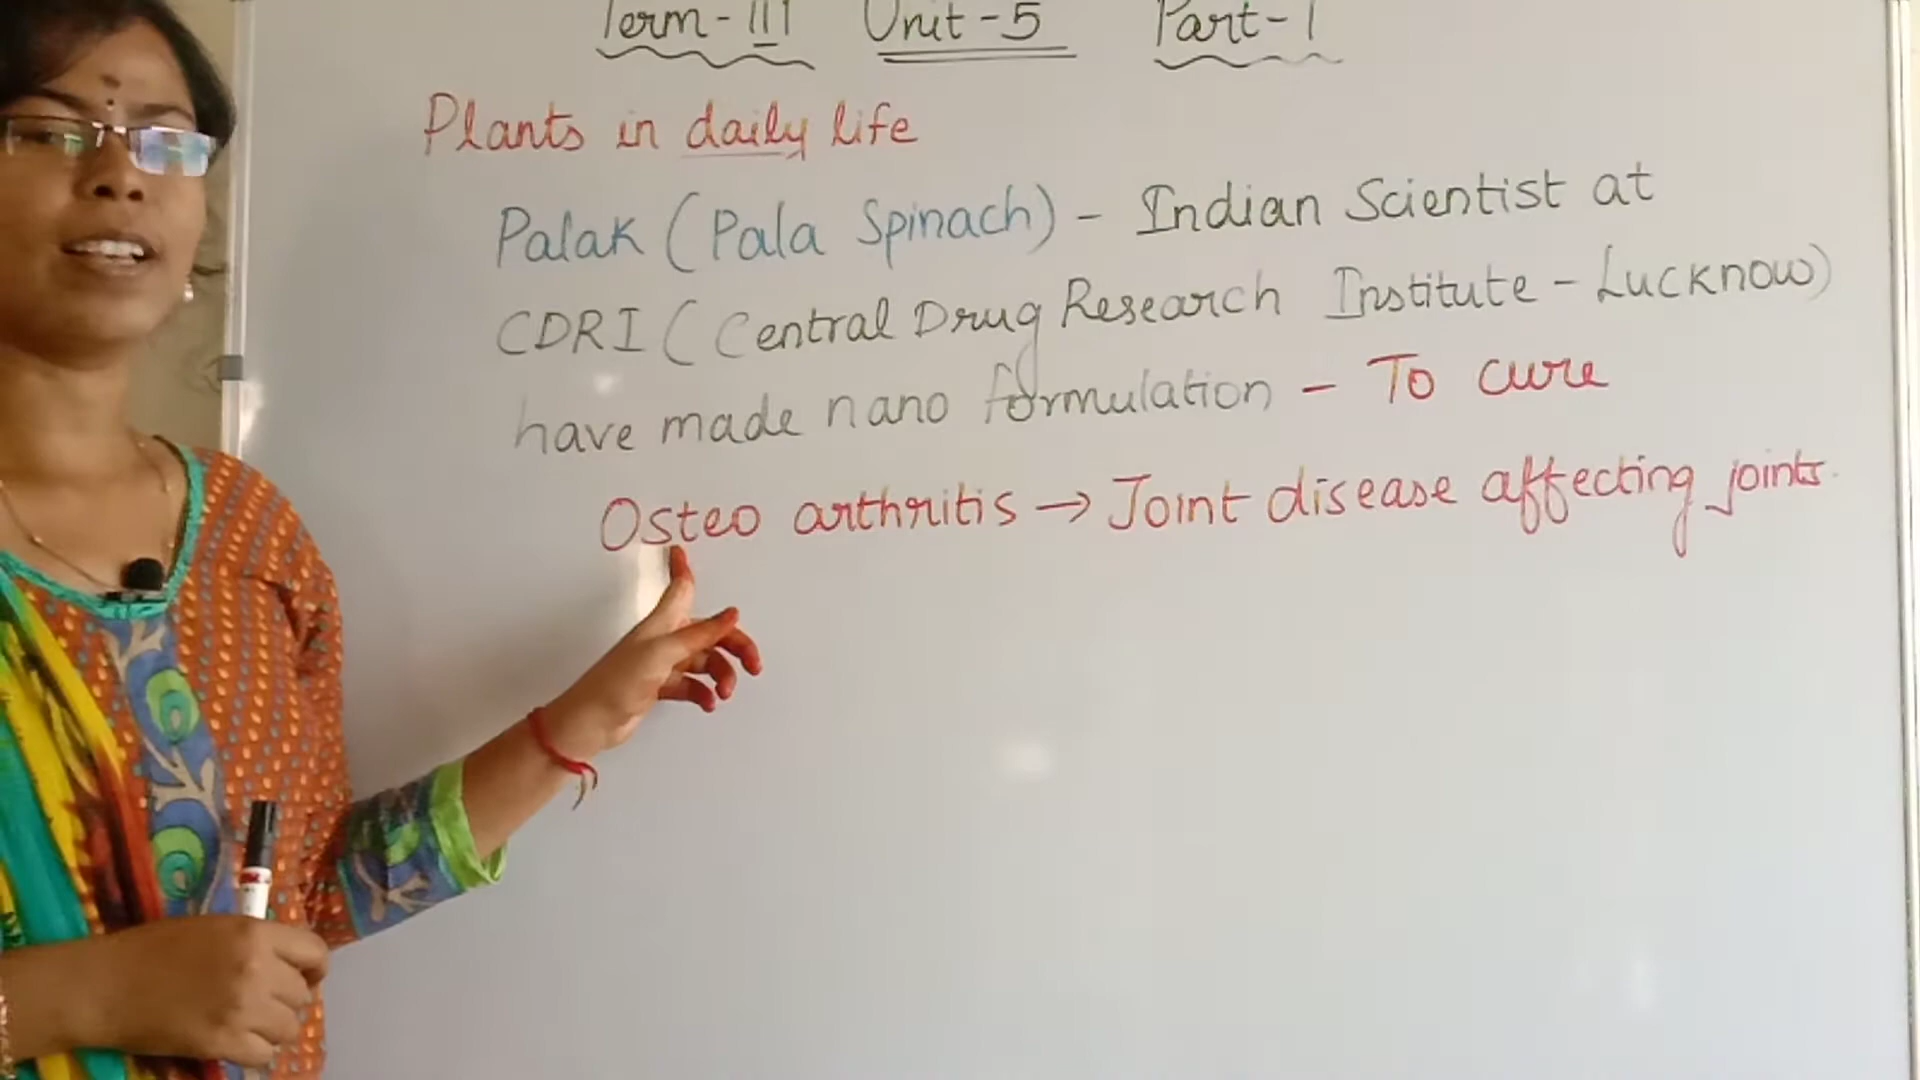 Term-III Unit-5 Part-1
Plants in daily life
Palak (Pala Spinach) - Indian Scientist at
CDRI (Central Drug Research Institute - Lucknow)
have made nano formulation - To cure
Osteo arthritis → Joint disease affecting joints.